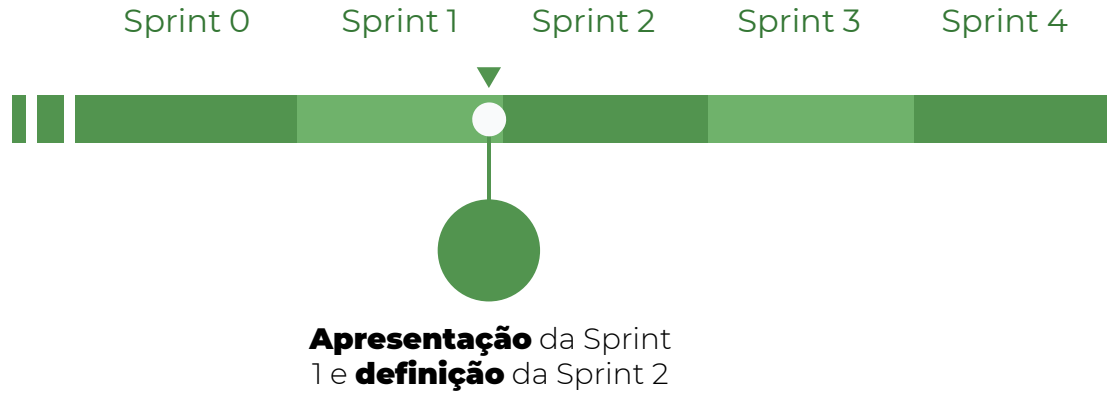 Sprint 0 Sprint 1 Sprint 2 Sprint 3 Sprint 4
Apresentação da Sprint
1 e definição da Sprint 2